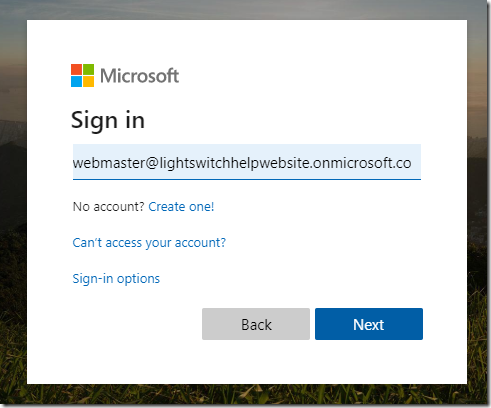 Microsoft
Sign in
webmaster@lightswitchhelpwebsite.onmicrosoft.co
No account? Create one!
Can't access your account?
Sign-in options
Back
Next